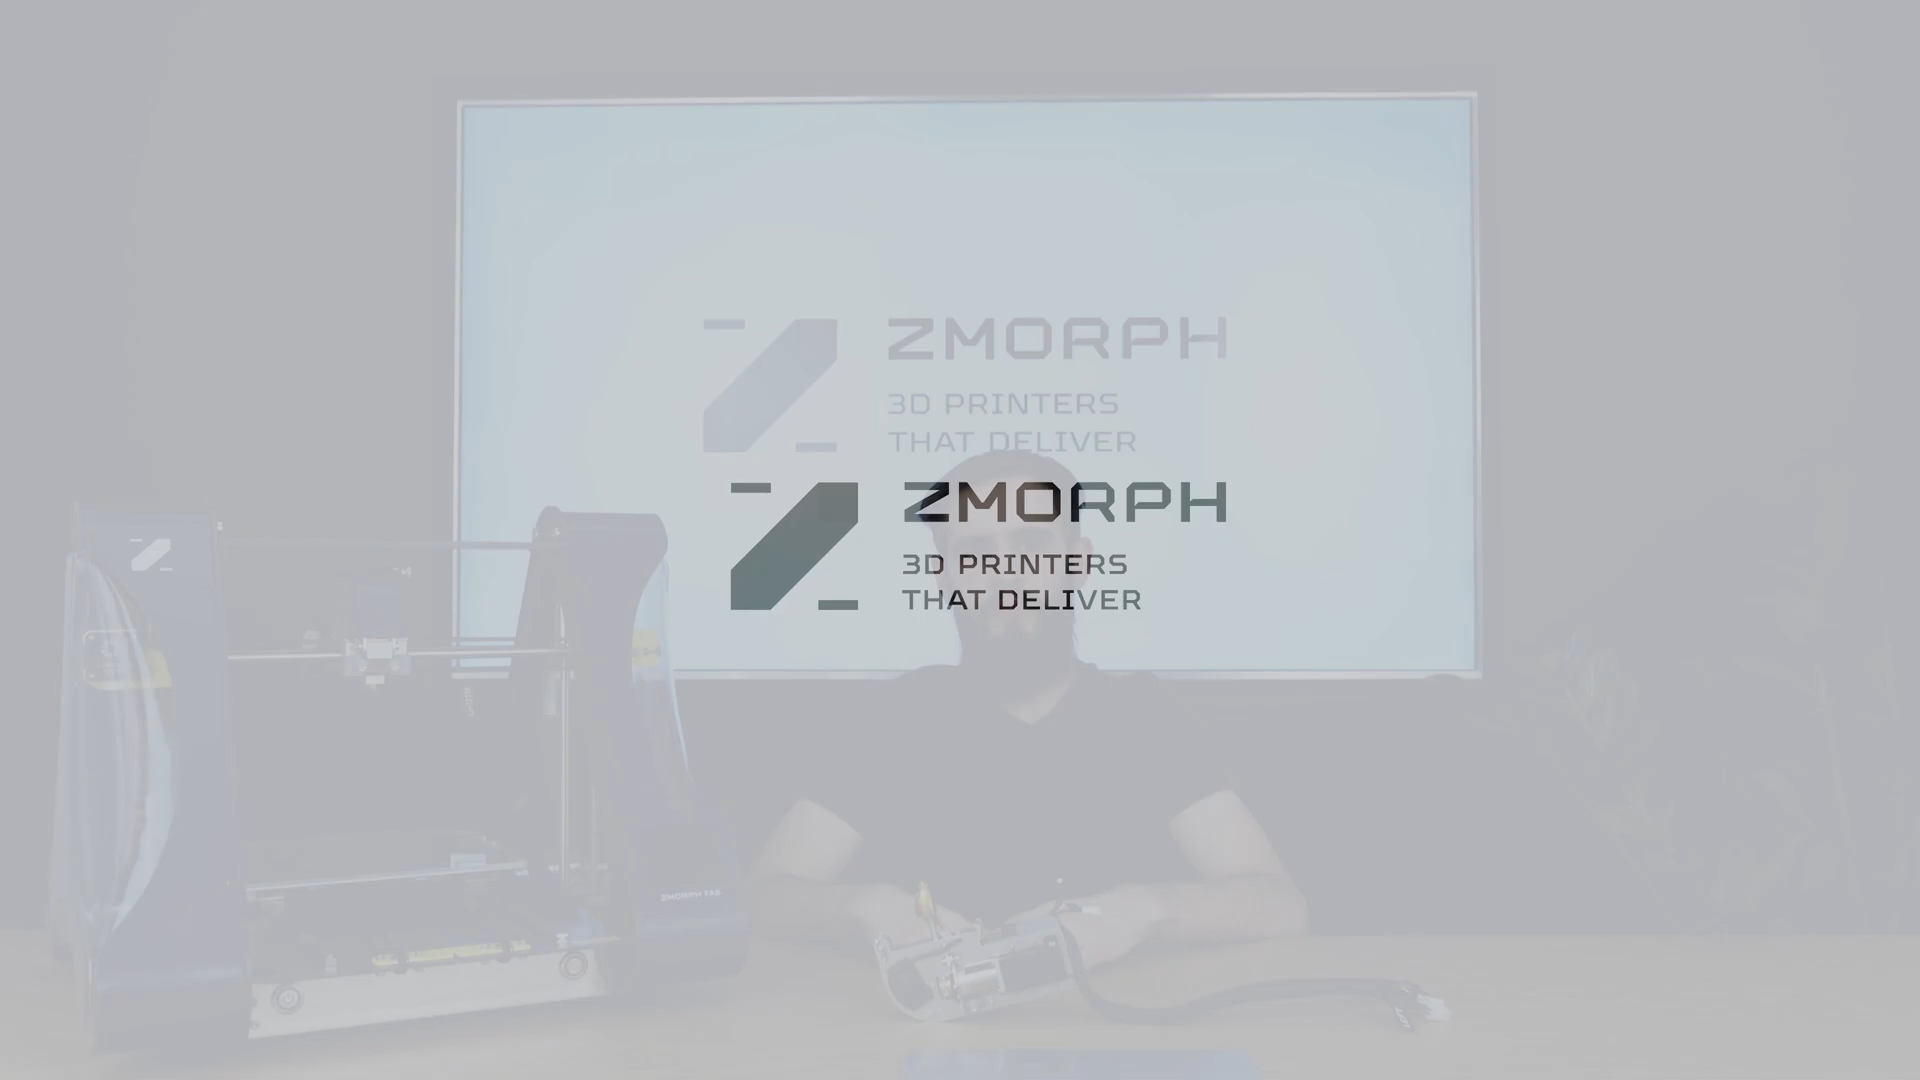 ZMORPH
3D PRINTERS
THAT DELIVER
ZMORPH
3D PRINTERS
THAT DELIVER
ZMORPH FAB